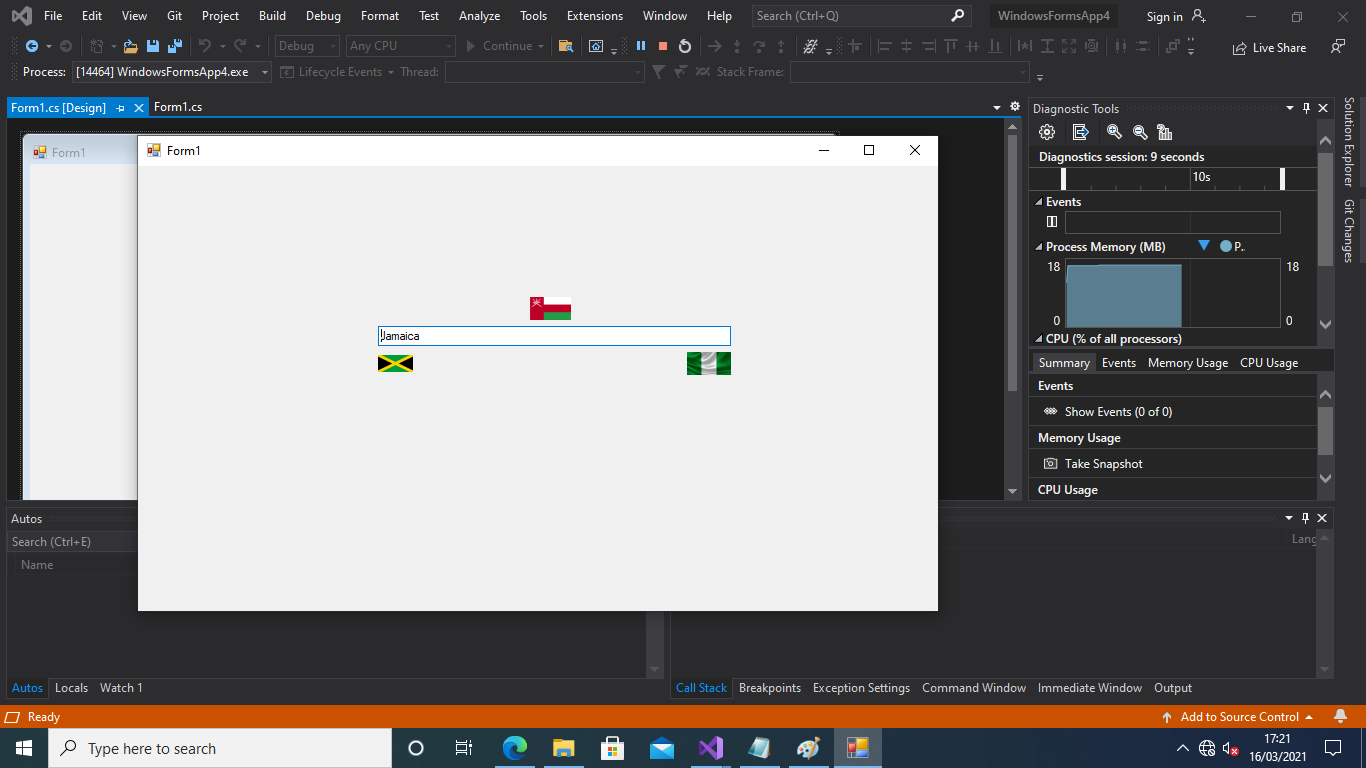 File Edit View Git Project Build Debug Format Test Analyze Tools Extensions Window Help Search (Ctrl+Q) WindowsFormsApp4 Sign in
Debug Any CPU Continue Live Share
Process: [14464] WindowsFormsApp4.exe Lifecycle Events Thread: Stack Frame:
Form1.cs [Design] Form1.cs
Form1
Form1
Jamaica
Diagnostic Tools
Diagnostics session: 9 seconds
10s
Events
Process Memory (MB) P..
18 18
0 0
CPU (% of all processors)
Summary Events Memory Usage CPU Usage
Events
Show Events (0 of 0)
Memory Usage
Take Snapshot
CPU Usage
Solution Explorer
Git Changes
Autos
Search (Ctrl+E)
Name
Lang
Autos Locals Watch 1
Call Stack Breakpoints Exception Settings Command Window Immediate Window Output
Ready Add to Source Control
Type here to search
17:21
16/03/2021